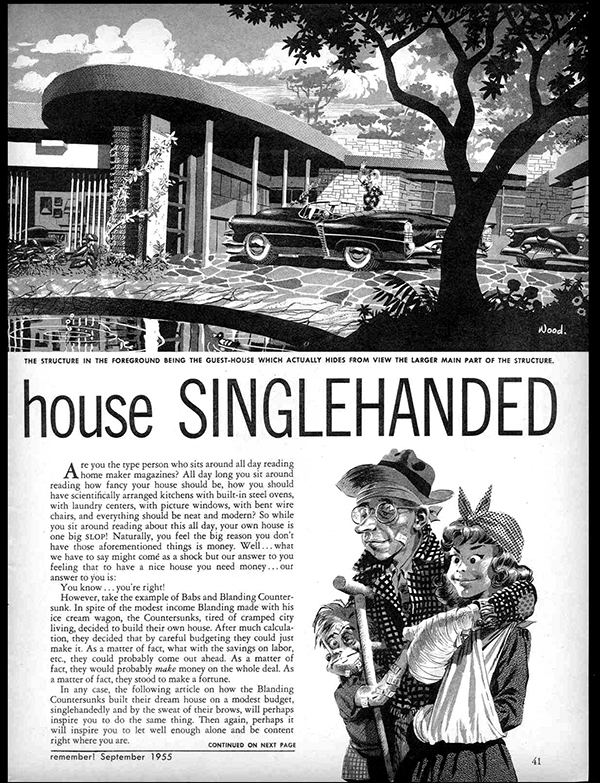 Wood.
THE STRUCTURE IN THE FOREGROUND BEING THE GUEST-HOUSE WHICH ACTUALLY HIDES FROM VIEW THE LARGER MAIN PART OF THE STRUCTURE.
house SINGLEHANDED
Are you the type person who sits around all day reading
home maker magazines? All day long you sit around
reading how fancy your house should be, how you should
have scientifically arranged kitchens with built-in steel ovens,
with laundry centers, with picture windows, with bent wire
chairs, and everything should be neat and modern? So while
you sit around reading about this all day, your own house is
one big SLOP! Naturally, you feel the big reason you don't
have those aforementioned things is money. Well...what
we have to say might come as a shock but our answer to you
feeling that to have a nice house you need money...our
answer to you is:
You know...you're right!
However, take the example of Babs and Blanding Counter-
sunk. In spite of the modest income Blanding made with his
ice cream wagon, the Countersunks, tired of cramped city
living, decided to build their own house. After much calcula-
tion, they decided that by careful budgeting they could just
make it. As a matter of fact, what with the savings on labor,
etc., they could probably come out ahead. As a matter of
fact, they would probably make money on the whole deal. As
a matter of fact, they stood to make a fortune.
In any case, the following article on how the Blanding
Countersunks built their dream house on a modest budget,
singlehandedly and by the sweat of their brows, will perhaps
inspire you to do the same thing. Then again, perhaps it
will inspire you to let well enough alone and be content
right where you are.
CONTINUED ON NEXT PAGE
remember! September 1955
41